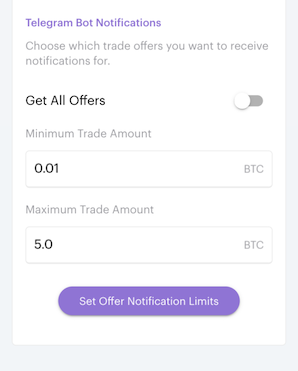 Telegram Bot Notifications
Choose which trade offers you want to receive
notifications for.
Get All Offers
Minimum Trade Amount
0.01 BTC
Maximum Trade Amount
5.0 BTC
Set Offer Notification Limits